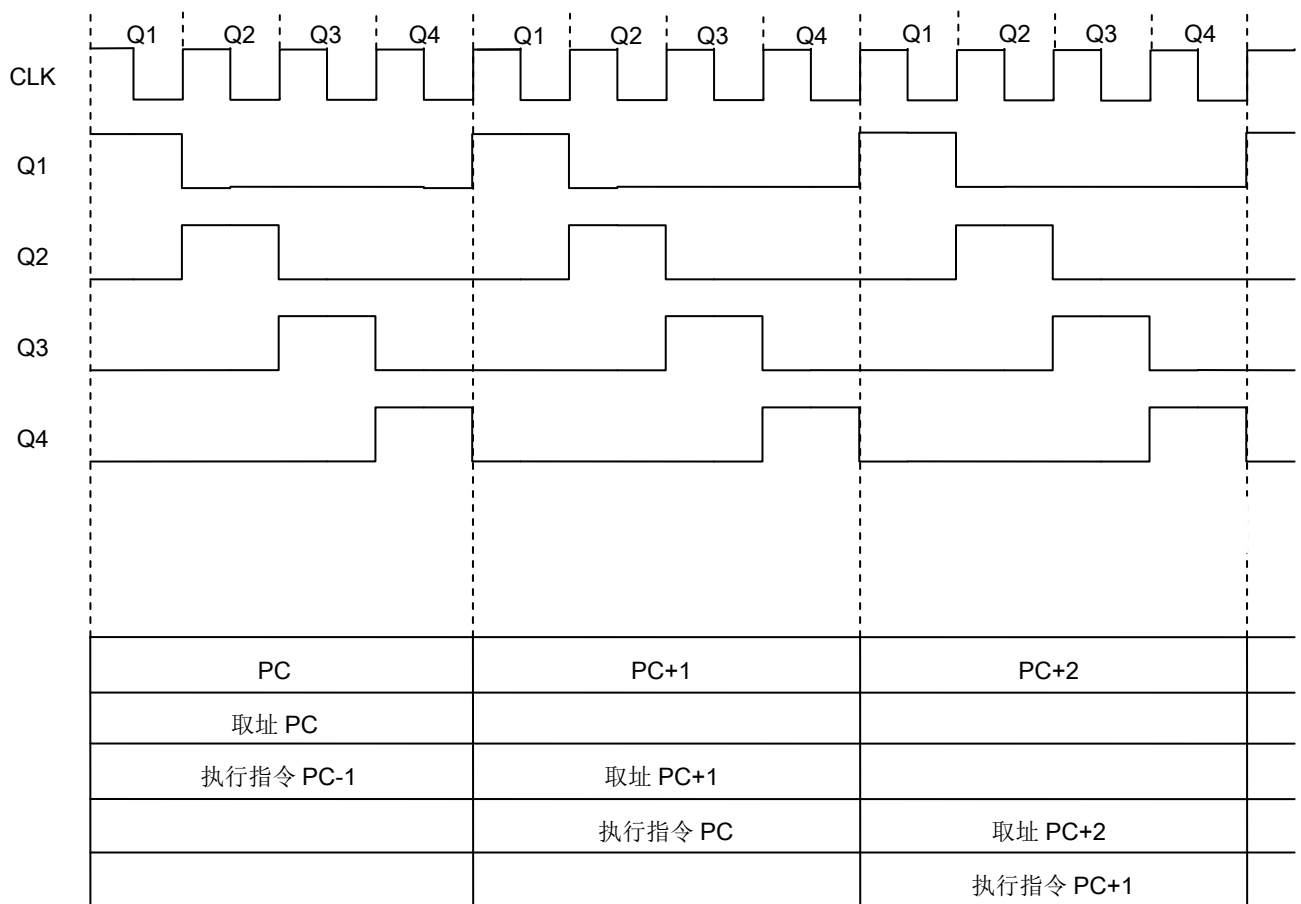 Q1 Q2 Q3 Q4 Q1 Q2 Q3 Q4 Q1 Q2 Q3 Q4
CLK
Q1
Q2
Q3
Q4
PC PC+1 PC+2
取址 PC
执行指令 PC-1 取址 PC+1
执行指令 PC 取址 PC+2
执行指令 PC+1